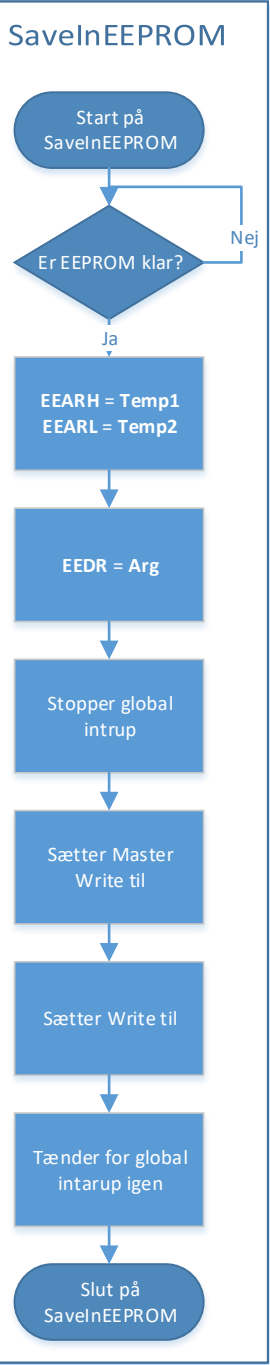 SaveInEEPROM
Start på
SaveInEEPROM
Er EEPROM klar?
Nej
Ja
EEARH = Temp1
EEARL = Temp2
EEDR = Arg
Stopper global
intrup
Sætter Master
Write til
Sætter Write til
Tænder for global
intarup igen
Slut på
SaveInEEPROM